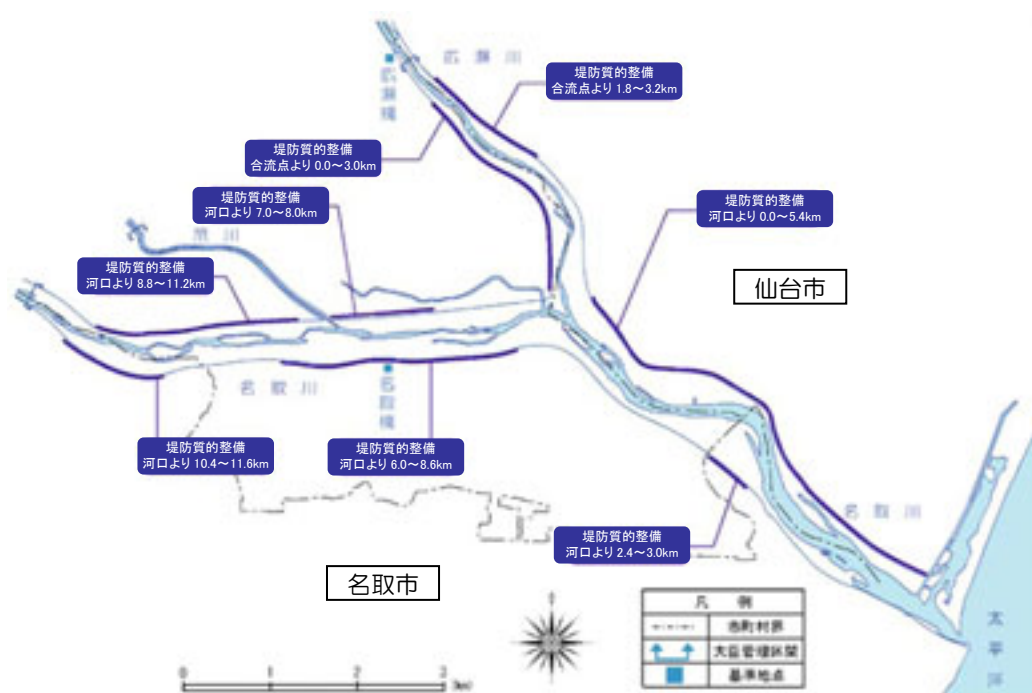 広瀬川
広瀬橋
堤防質的整備
合流点より 1.8～3.2km
堤防質的整備
合流点より 0.0～3.0km
堤防質的整備
河口より 7.0～8.0km
堤防質的整備
河口より 0.0～5.4km
堤防質的整備
河口より 8.8～11.2km
仙台市
名取川
名取橋
堤防質的整備
河口より 10.4～11.6km
堤防質的整備
河口より 6.0～8.6km
名取川
堤防質的整備
河口より 2.4～3.0km
名取市
凡例
市町村界
大臣管理区間
基準地点
太平洋
0 1 2 3
(km)